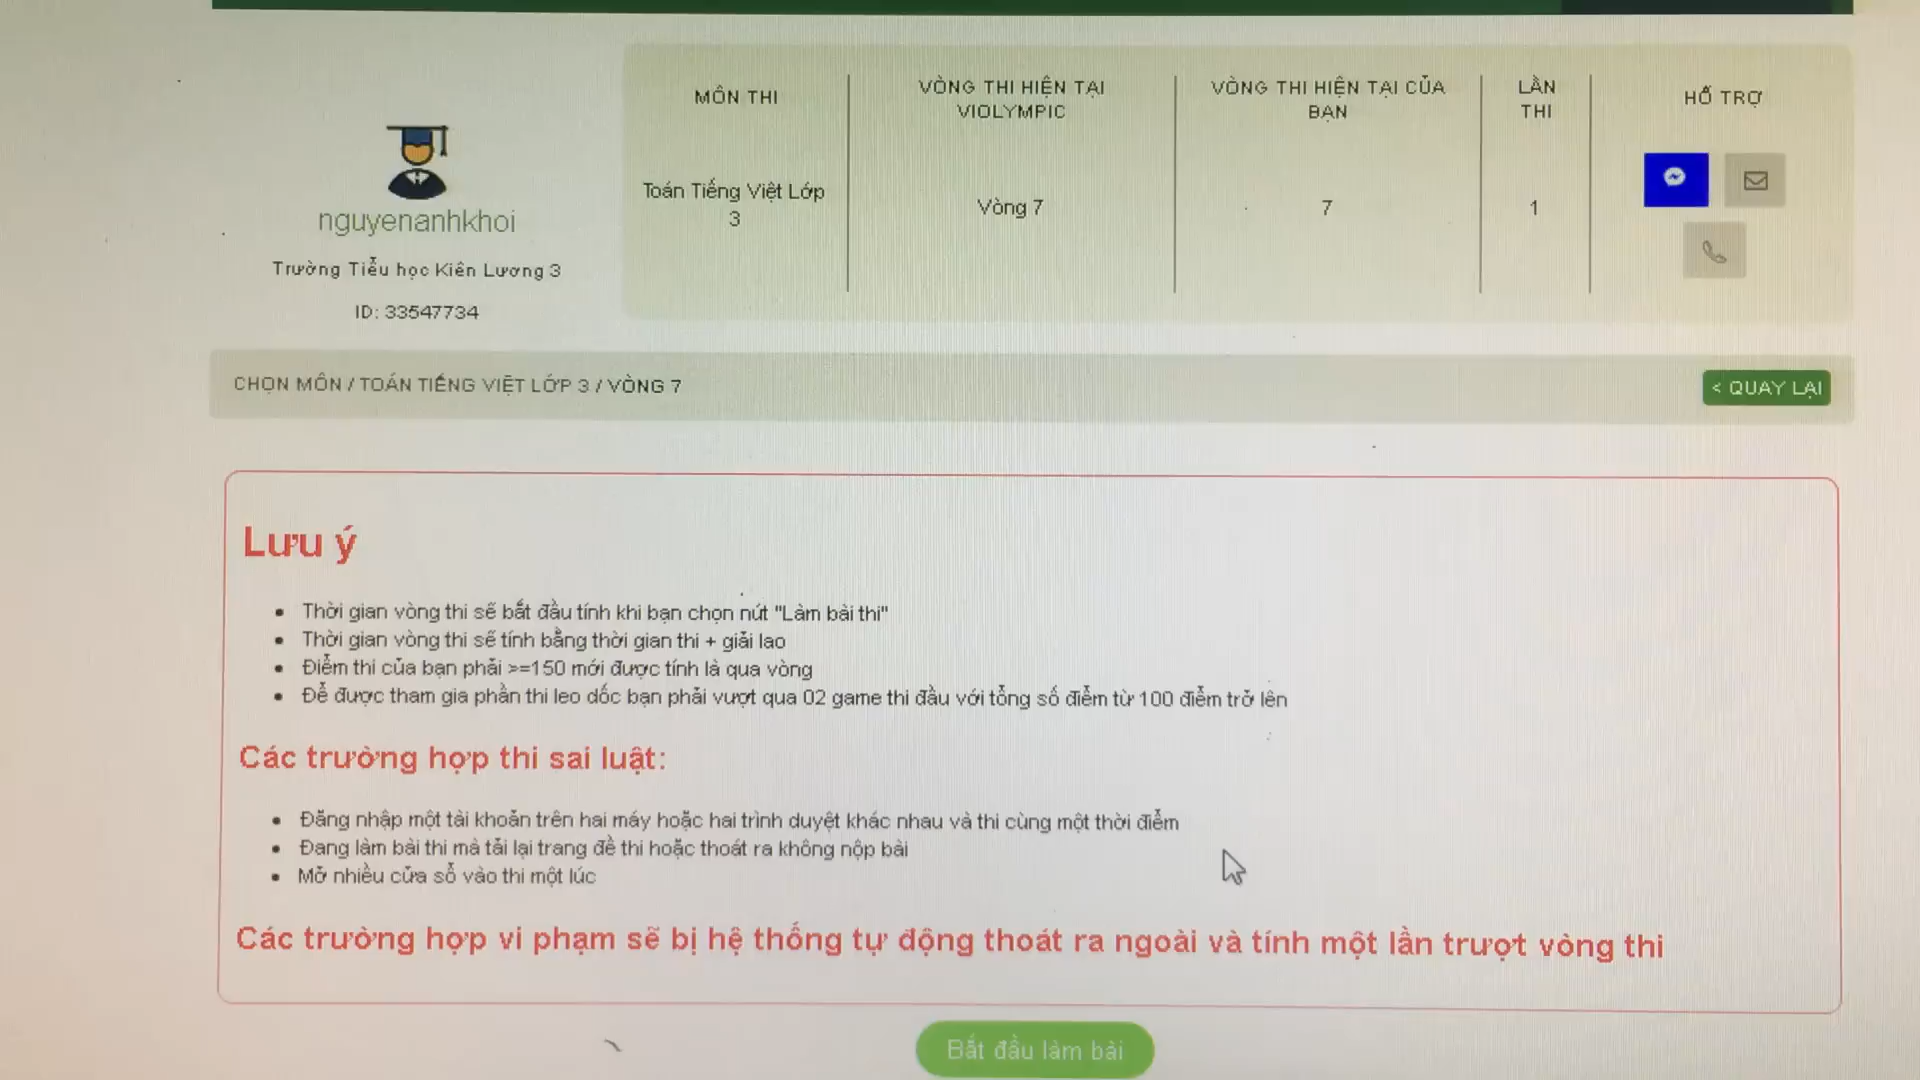 nguyenanhkhoi
Trường Tiểu học Kiên Lương 3
ID: 33547734
MÔN THI
Toán Tiếng Việt Lớp
3
VÒNG THI HIỆN TẠI
VIOLYMPIC
Vòng 7
VÒNG THI HIỆN TẠI CỦA
BẠN
7
LẦN
THI
1
HỖ TRỢ
CHỌN MÔN / TOÁN TIẾNG VIỆT LỚP 3 / VÒNG 7
< QUAY LẠI
Lưu ý
• Thời gian vòng thi sẽ bắt đầu tính khi bạn chọn nút "Làm bài thi"
• Thời gian vòng thi sẽ tính bằng thời gian thi + giải lao
• Điểm thi của bạn phải >=150 mới được tính là qua vòng
• Để được tham gia phần thi leo dốc bạn phải vượt qua 02 game thi đầu với tổng số điểm từ 100 điểm trở lên
Các trường hợp thi sai luật:
• Đăng nhập một tài khoản trên hai máy hoặc hai trình duyệt khác nhau và thi cùng một thời điểm
• Đang làm bài thi mà tải lại trang đề thi hoặc thoát ra không nộp bài
• Mở nhiều cửa sổ vào thi một lúc
Các trường hợp vi phạm sẽ bị hệ thống tự động thoát ra ngoài và tính một lần trượt vòng thi
Bắt đầu làm bài